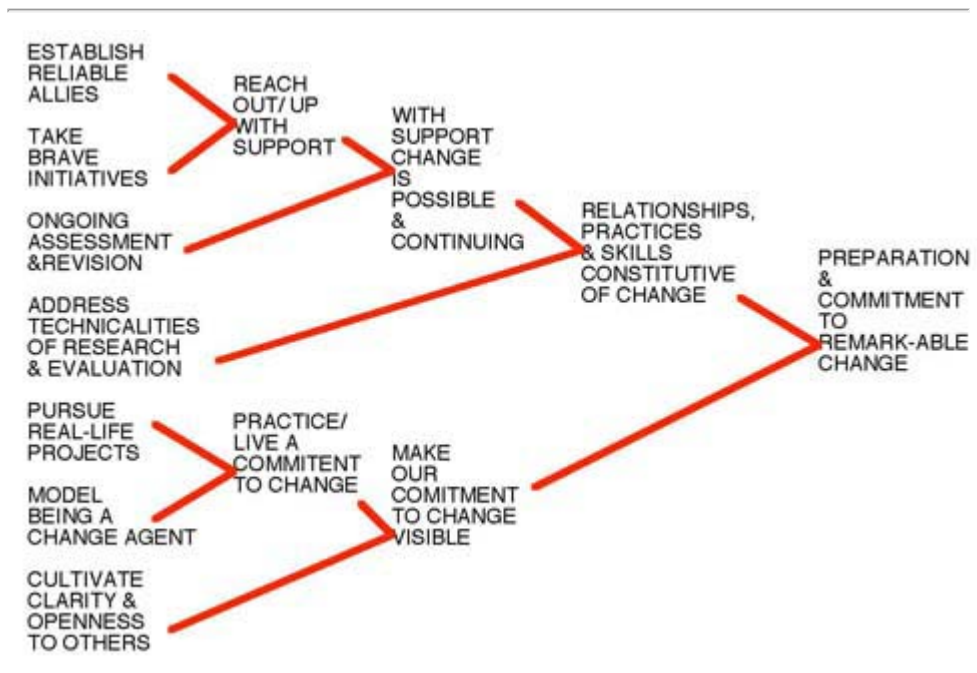 ESTABLISH
RELIABLE
ALLIES
TAKE
BRAVE
INITIATIVES
ONGOING
ASSESSMENT
&REVISION
ADDRESS
TECHNICALITIES
OF RESEARCH
& EVALUATION
PURSUE
REAL-LIFE
PROJECTS
MODEL
BEING A
CHANGE AGENT
CULTIVATE
CLARITY &
OPENNESS
TO OTHERS
REACH
OUT/ UP
WITH
SUPPORT
PRACTICE/
LIVE A
COMMITENT
TO CHANGE
WITH
SUPPORT
CHANGE
IS
POSSIBLE
&
CONTINUING
MAKE
OUR
COMITMENT
TO CHANGE
VISIBLE
RELATIONSHIPS,
PRACTICES
& SKILLS
CONSTITUTIVE
OF CHANGE
PREPARATION
&
COMMITMENT
TO
REMARK-ABLE
CHANGE